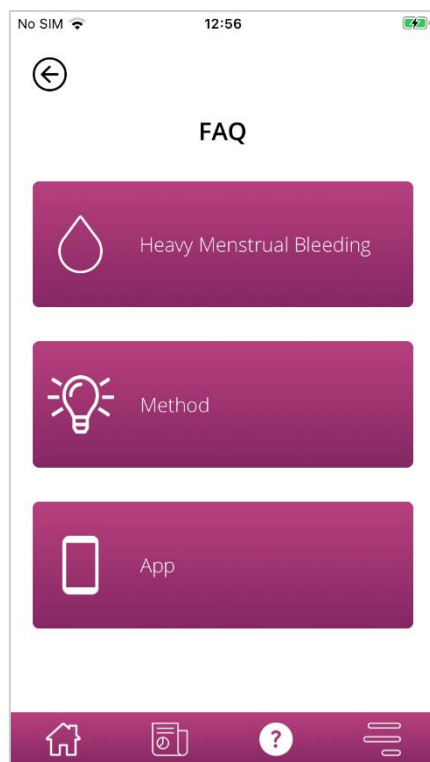 No SIM 12:56
FAQ
Heavy Menstrual Bleeding
Method
App
?